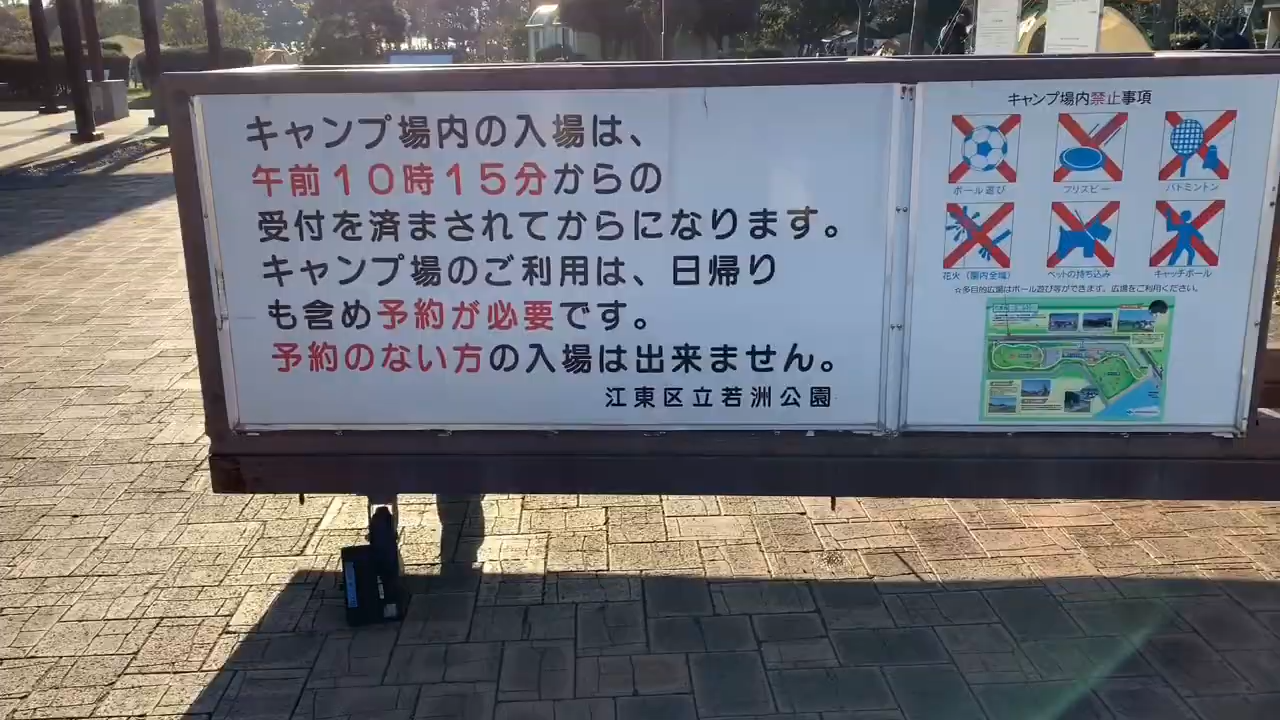 キャンプ場内の入場は、
午前１０時１５分からの
受付を済まされてからになります。
キャンプ場のご利用は、日帰り
も含め予約が必要です。
予約のない方の入場は出来ません。
江東区立若洲公園
キャンプ場内禁止事項
ボール遊び
フリスビー
バドミントン
花火（園内全域）
ペットの持ち込み
キャッチボール
☆多目的広場はボール遊び等ができます。広場をご利用ください。